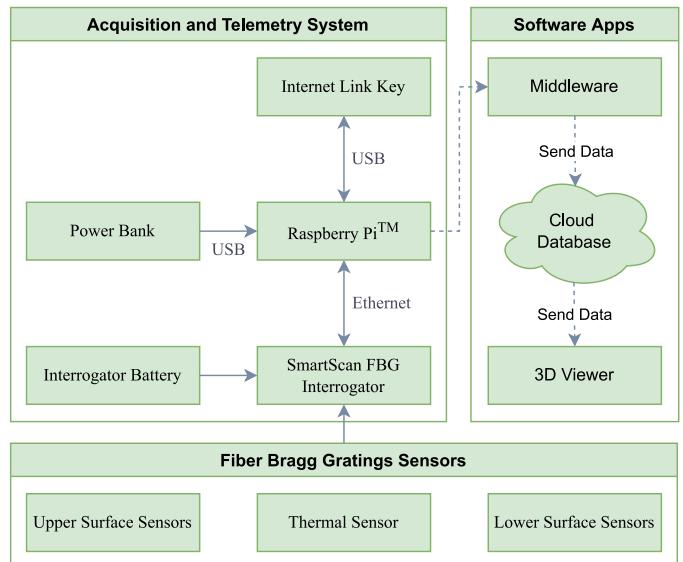 Acquisition and Telemetry System
Software Apps
Internet Link Key
Middleware
USB
Send Data
Power Bank
USB
Raspberry Pi™
Cloud
Database
Ethernet
Send Data
Interrogator Battery
SmartScan FBG
Interrogator
3D Viewer
Fiber Bragg Gratings Sensors
Upper Surface Sensors
Thermal Sensor
Lower Surface Sensors